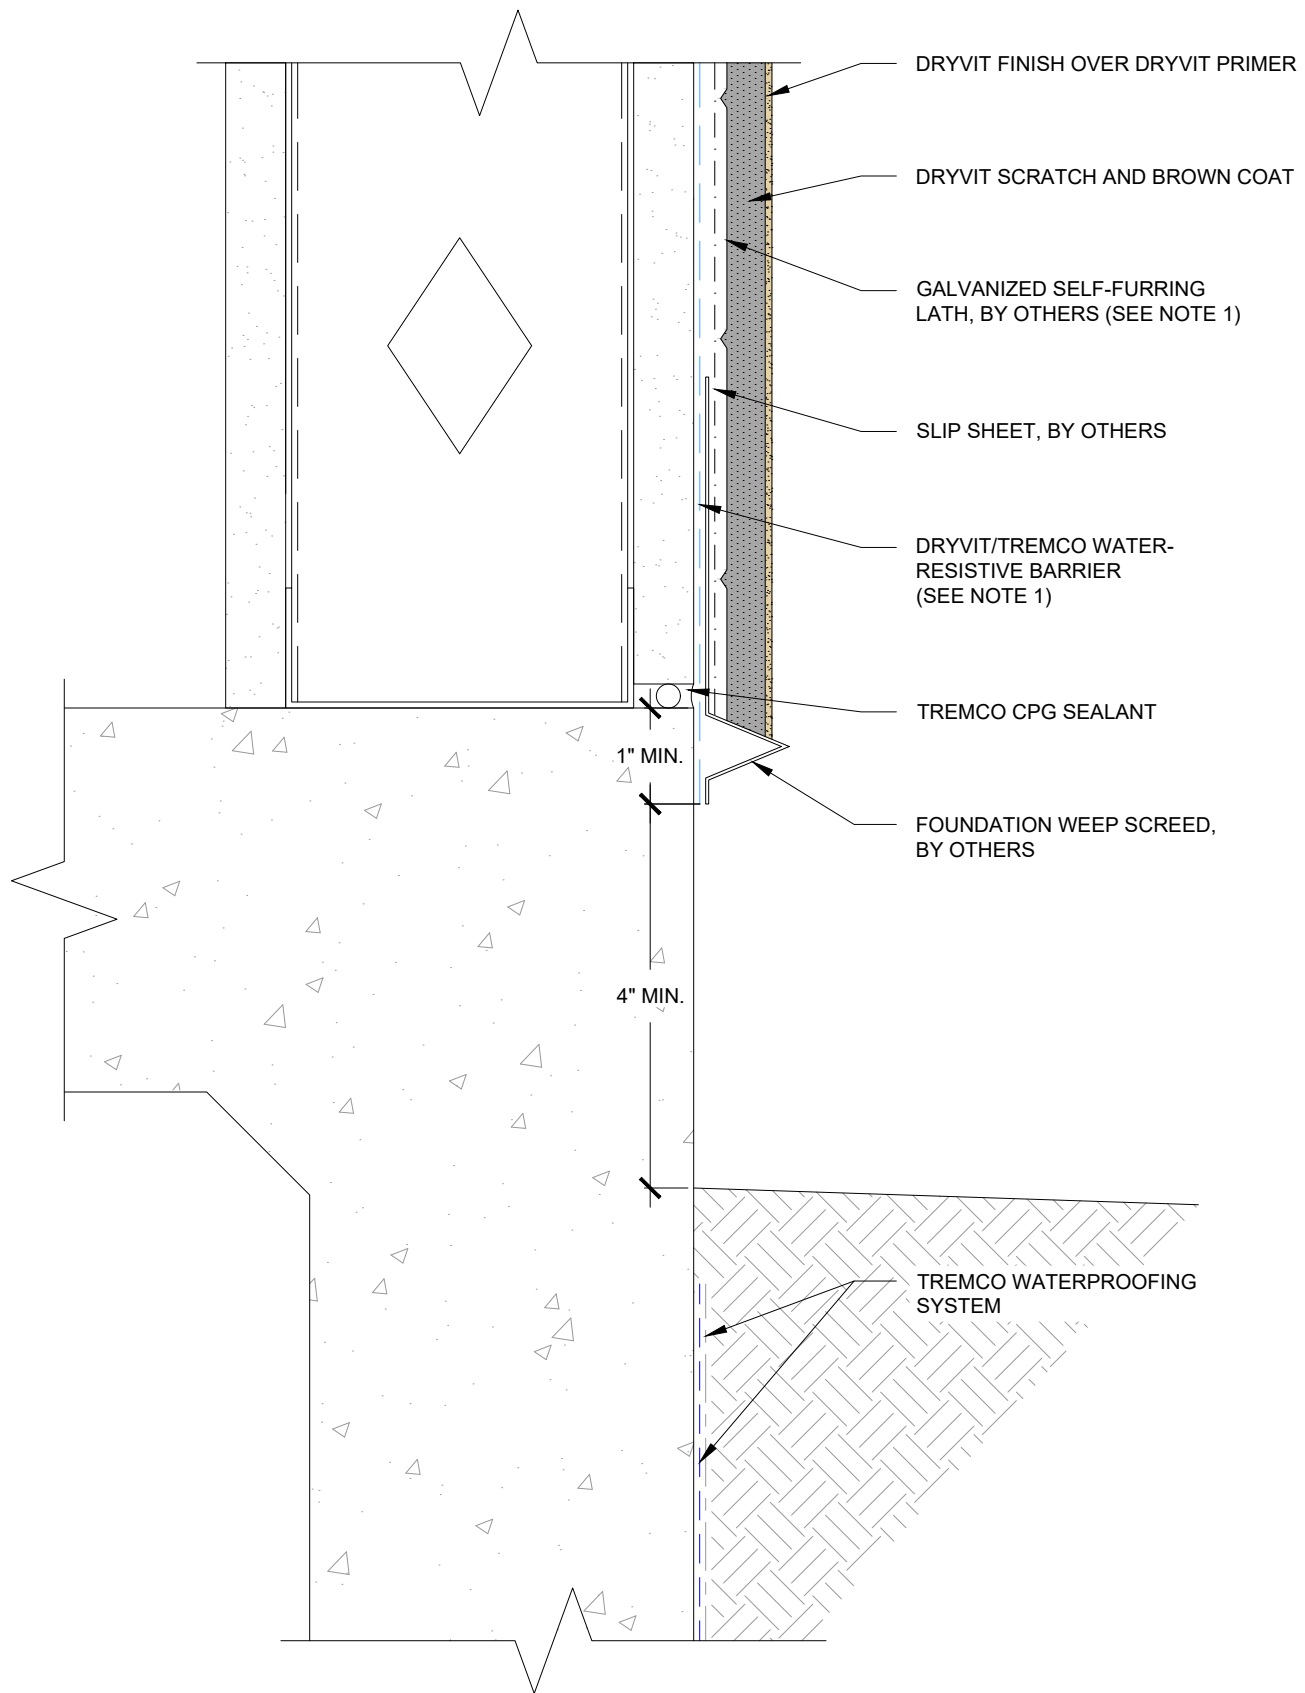 DRYVIT FINISH OVER DRYVIT PRIMER
DRYVIT SCRATCH AND BROWN COAT
GALVANIZED SELF-FURRING
LATH, BY OTHERS (SEE NOTE 1)
SLIP SHEET, BY OTHERS
DRYVIT/TREMCO WATER-
RESISTIVE BARRIER
(SEE NOTE 1)
TREMCO CPG SEALANT
1" MIN.
FOUNDATION WEEP SCREED,
BY OTHERS
4" MIN.
TREMCO WATERPROOFING
SYSTEM